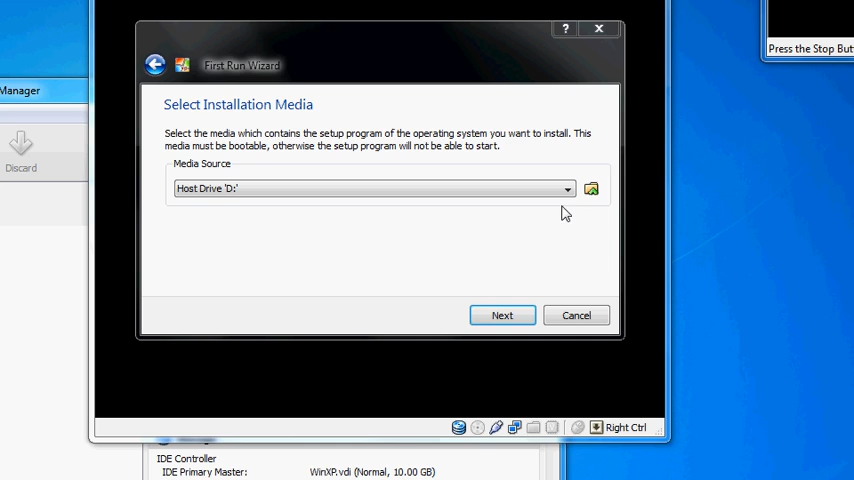 Press the Stop But
First Run Wizard
Manager
Select Installation Media
Select the media which contains the setup program of the operating system you want to install. This
media must be bootable, otherwise the setup program will not be able to start.
Media Source
Host Drive 'D:'
Discard
Next
Cancel
Right Ctrl
IDE Controller
IDE Primary Master:
WinXP.vdi (Normal, 10.00 GB)